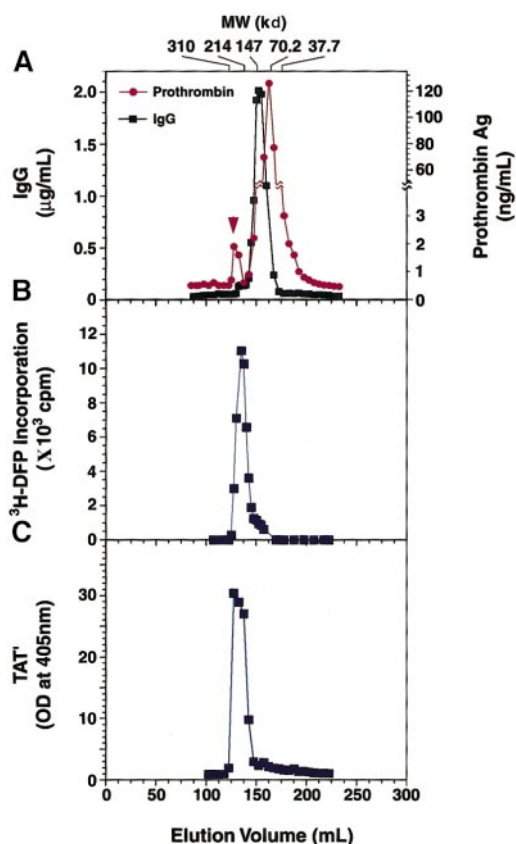 MW (kd)
310 214 147 70.2 37.7
A
Prothrombin
IgG
IgG
(μg/mL)
2.0
1.5
1.0
0.5
0
Prothrombin Ag
(ng/mL)
120
100
80
60
3
2
1
0
B
³H-DFP Incorporation
(X10³ cpm)
12
10
8
6
4
2
0
C
TAT'
(OD at 405nm)
30
20
10
0
0 50 100 150 200 250 300
Elution Volume (mL)